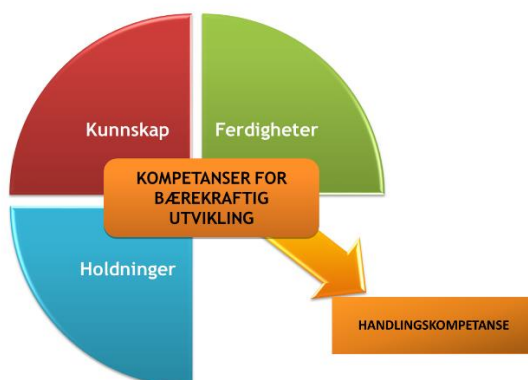 Kunnskap
Ferdigheter
KOMPETANSER FOR
BÆREKRAFTIG
UTVIKLING
Holdninger
HANDLINGSKOMPETANSE